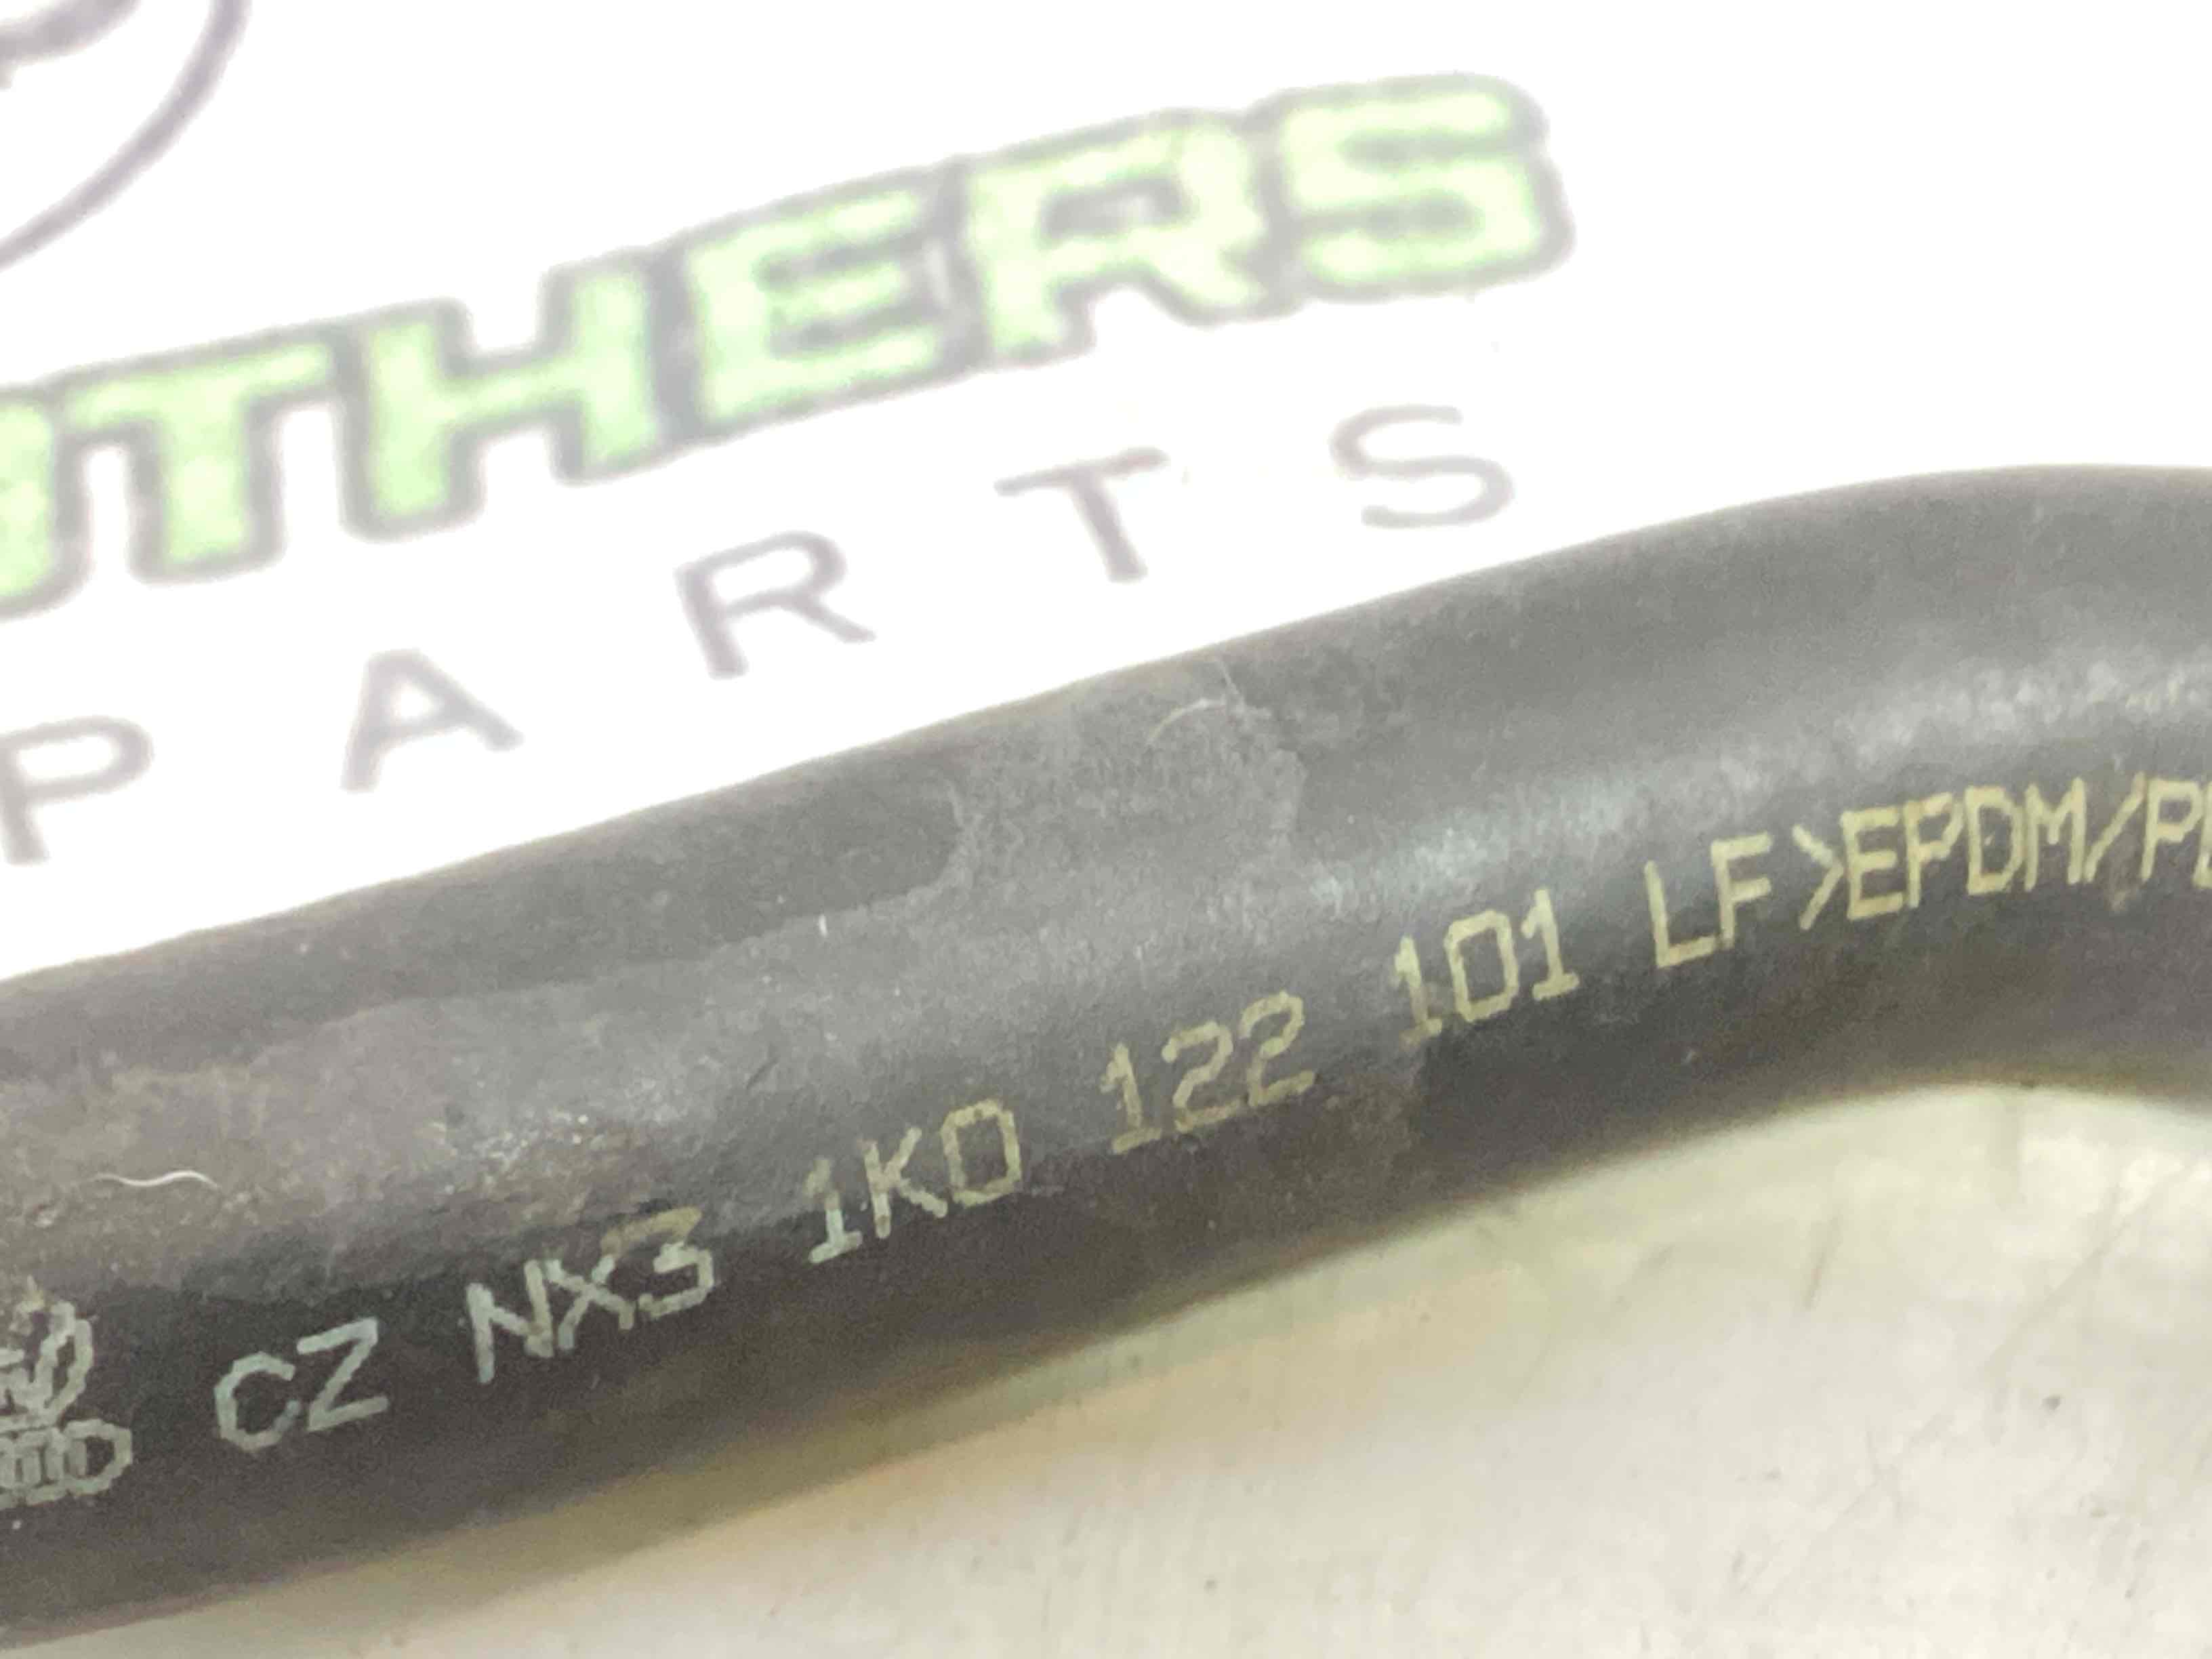 THERS
PARTS
CZ NX3 1K0 122 101 LF>EPDM/P